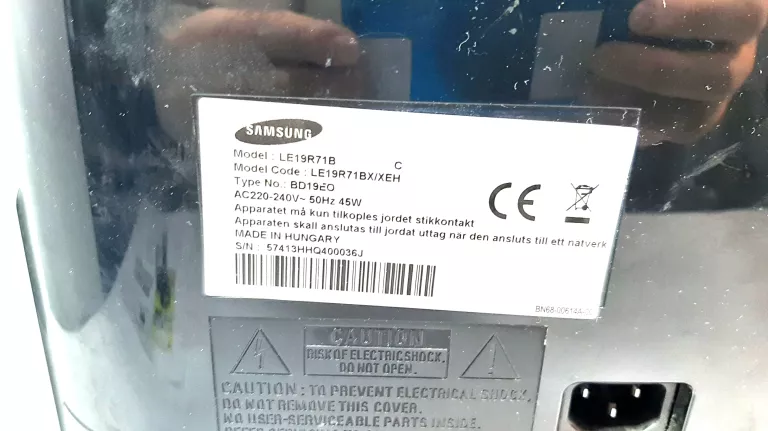 SAMSUNG
Model : LE19R71B C
Model Code : LE19R71BX/XEH
Type No.: BD19EO
AC220-240V~ 50Hz 45W
Apparatet må kun tilkoples jordet stikkontakt
Apparaten skall anslutas till jordat uttag när den ansluts till ett nätverk
MADE IN HUNGARY
S/N : 57413HHQ400036J
CE
CAUTION
RISK OF ELECTRIC SHOCK.
DO NOT OPEN.
CAUTION : TO PREVENT ELECTRICAL SHOCK,
DO NOT REMOVE THIS COVER.
NO USER-SERVICEABLE PARTS INSIDE.